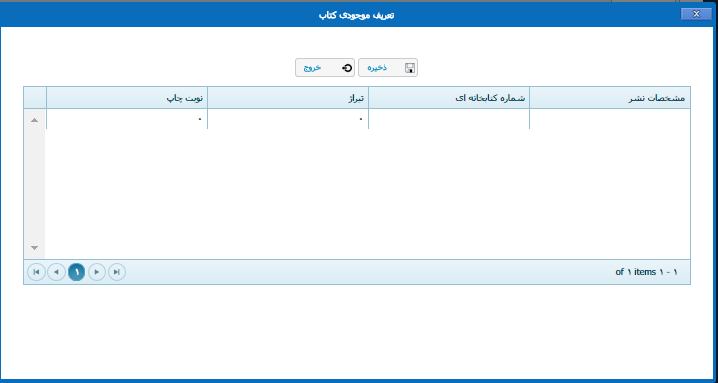 تعریف موجودی کتاب
x
ذخیره خروج
مشخصات نشر شماره کتابخانه ای تیراژ نوبت چاپ
۰ ۰
۱
۱ - ۱ of ۱ items